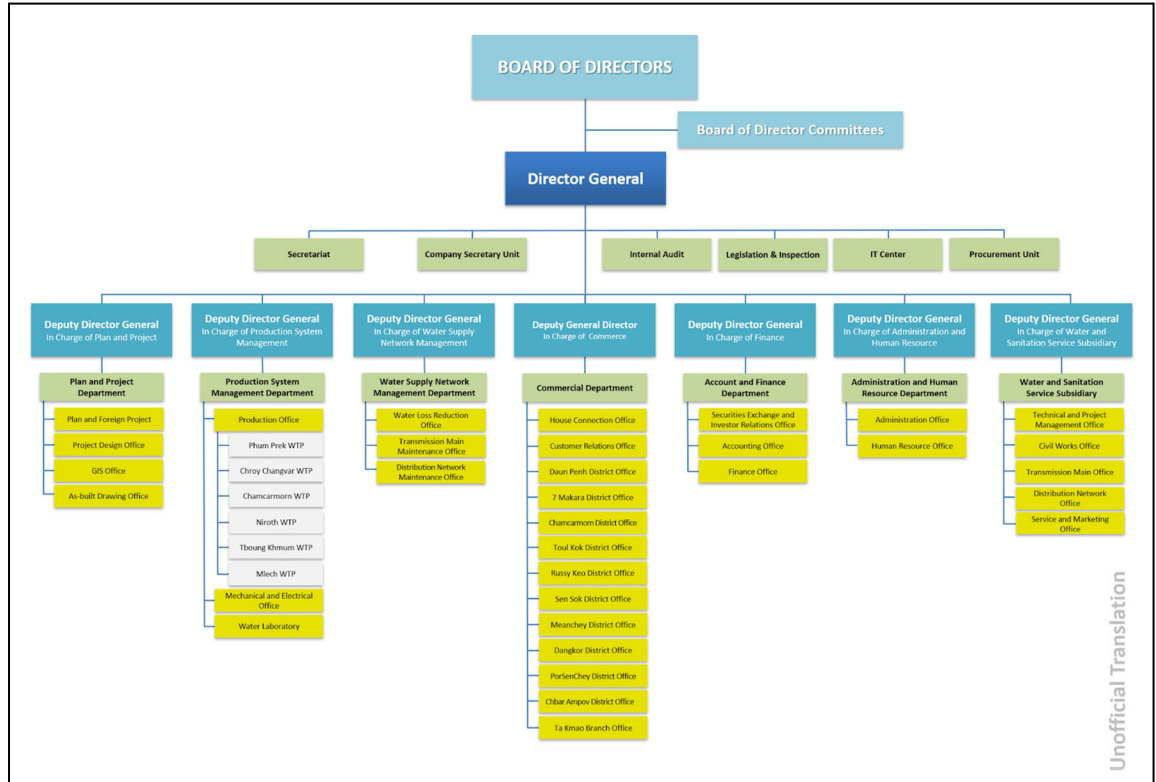 BOARD OF DIRECTORS
Board of Director Committees
Director General
Secretariat
Company Secretary Unit
Internal Audit
Legislation & Inspection
IT Center
Procurement Unit
Deputy Director General
In Charge of Plan and Project
Deputy Director General
In Charge of Production System
Management
Deputy Director General
In Charge of Water Supply
Network Management
Deputy General Director
In Charge of Commerce
Deputy Director General
In Charge of Finance
Deputy Director General
In Charge of Administration and
Human Resource
Deputy Director General
In Charge of Water and
Sanitation Service Subsidiary
Plan and Project
Department
Plan and Foreign Project
Project Design Office
GIS Office
As-built Drawing Office
Production System
Management Department
Production Office
Phum Prek WTP
Chroy Changvar WTP
Chamcarmorn WTP
Niroth WTP
Tboung Khmum WTP
Mlech WTP
Mechanical and Electrical
Office
Water Laboratory
Water Supply Network
Management Department
Water Loss Reduction
Office
Transmission Main
Maintenance Office
Distribution Network
Maintenance Office
Commercial Department
House Connection Office
Customer Relations Office
Daun Penh District Office
7 Makara District Office
Chamcarmorn District Office
Toul Kok District Office
Russy Keo District Office
Sen Sok District Office
Meanchey District Office
Dangkor District Office
PorSenChey District Office
Chbar Ampov District Office
Ta Kmao Branch Office
Account and Finance
Department
Securities Exchange and
Investor Relations Office
Accounting Office
Finance Office
Administration and Human
Resource Department
Administration Office
Human Resource Office
Water and Sanitation
Service Subsidiary
Technical and Project
Management Office
Civil Works Office
Transmission Main Office
Distribution Network
Office
Service and Marketing
Office
Unofficial Translation